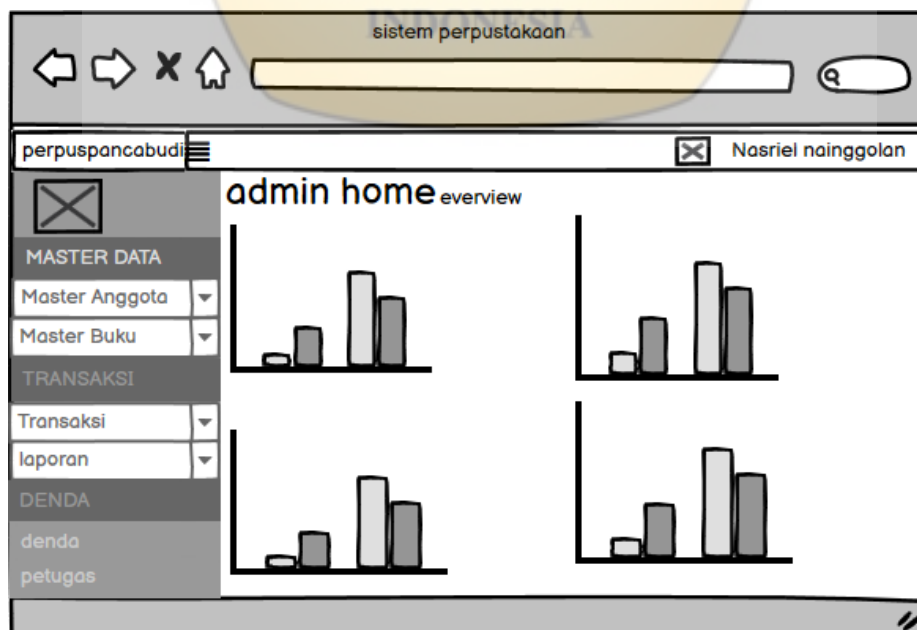 INDONESIA
sistem perpustakaan
perpuspancabudi
Nasriel nainggolan
admin home everview
MASTER DATA
Master Anggota
Master Buku
TRANSAKSI
Transaksi
laporan
DENDA
denda
petugas